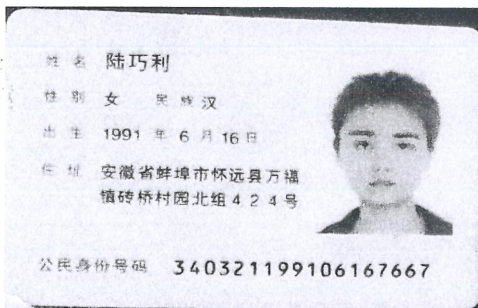 姓名 陆巧利
性别 女 民族 汉
出生 1991 年 6 月 16 日
住址 安徽省蚌埠市怀远县万福
镇砖桥村园北组424号
公民身份号码 340321199106167667